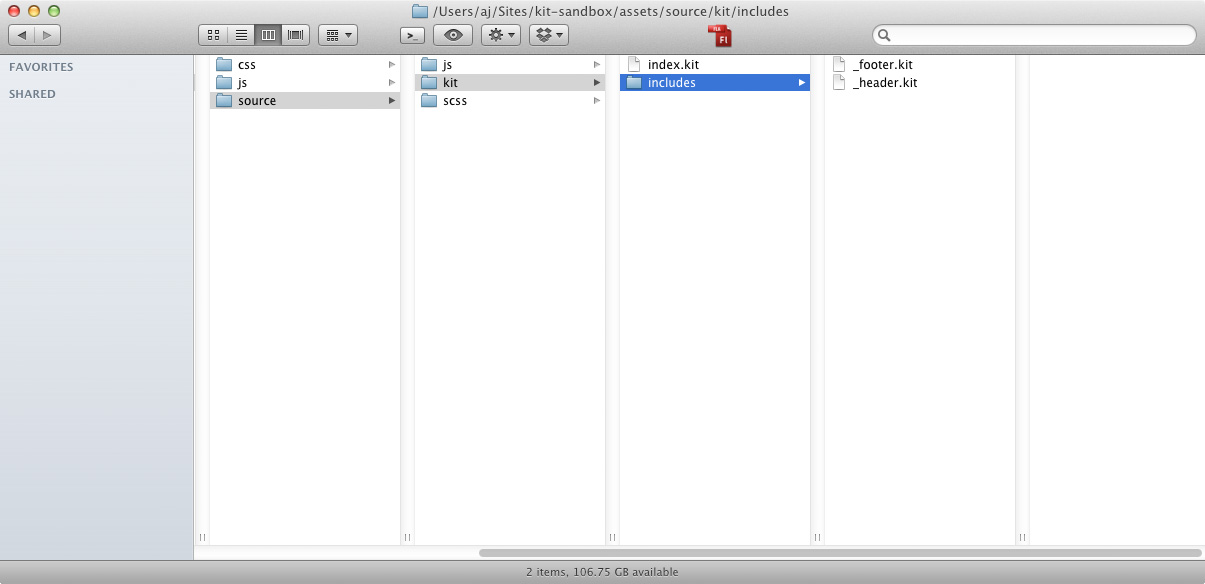 /Users/aj/Sites/kit-sandbox/assets/source/kit/includes
>_
Fl
FAVORITES
SHARED
css
js
source
js
kit
scss
index.kit
includes
_footer.kit
_header.kit
2 items, 106.75 GB available